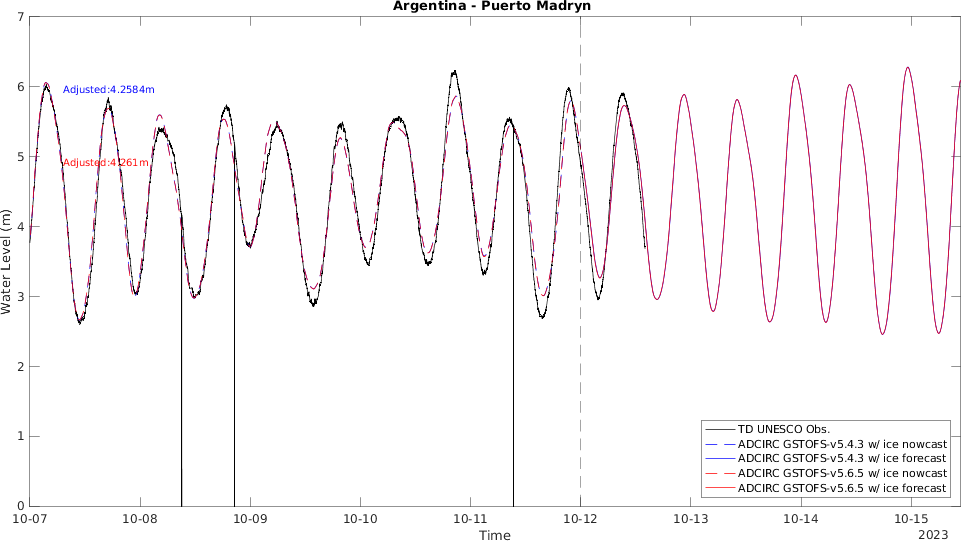 Argentina - Puerto Madryn
7
6
5
4
3
2
1
0
Water Level (m)
Adjusted:4.2584m
Adjusted:4.261m
TD UNESCO Obs.
ADCIRC GSTOFS-v5.4.3 w/ ice nowcast
ADCIRC GSTOFS-v5.4.3 w/ ice forecast
ADCIRC GSTOFS-v5.6.5 w/ ice nowcast
ADCIRC GSTOFS-v5.6.5 w/ ice forecast
10-07 10-08 10-09 10-10 10-11 10-12 10-13 10-14 10-15
Time
2023